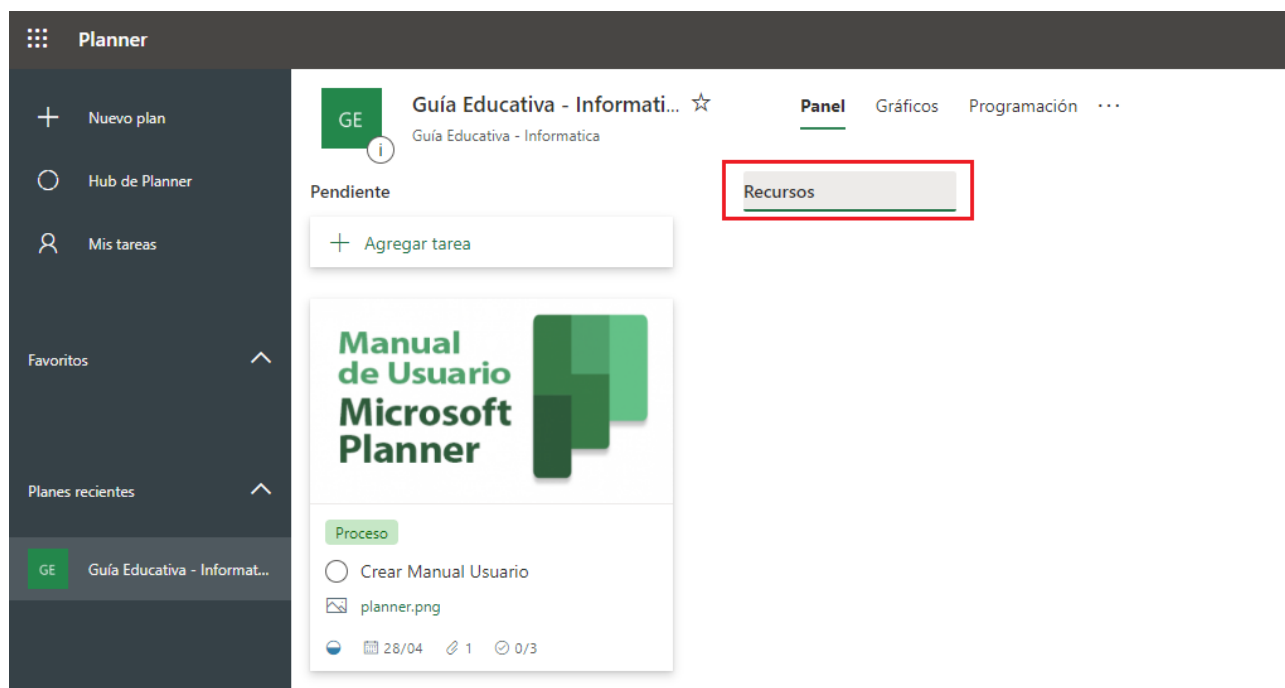 Planner
Nuevo plan
Hub de Planner
Mis tareas
Favoritos
Planes recientes
GE Guía Educativa - Informat...
GE
Guía Educativa - Informati...
Guía Educativa - Informatica
Panel Gráficos Programación ...
Pendiente
Agregar tarea
Manual
de Usuario
Microsoft
Planner
Proceso
Crear Manual Usuario
planner.png
28/04 1 0/3
Recursos